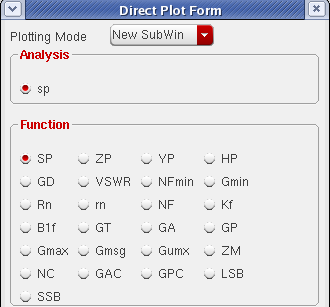 Direct Plot Form
Plotting Mode New SubWin
Analysis
sp
Function
SP ZP YP HP
GD VSWR NFmin Gmin
Rn rn NF Kf
B1f GT GA GP
Gmax Gmsg Gumx ZM
NC GAC GPC LSB
SSB